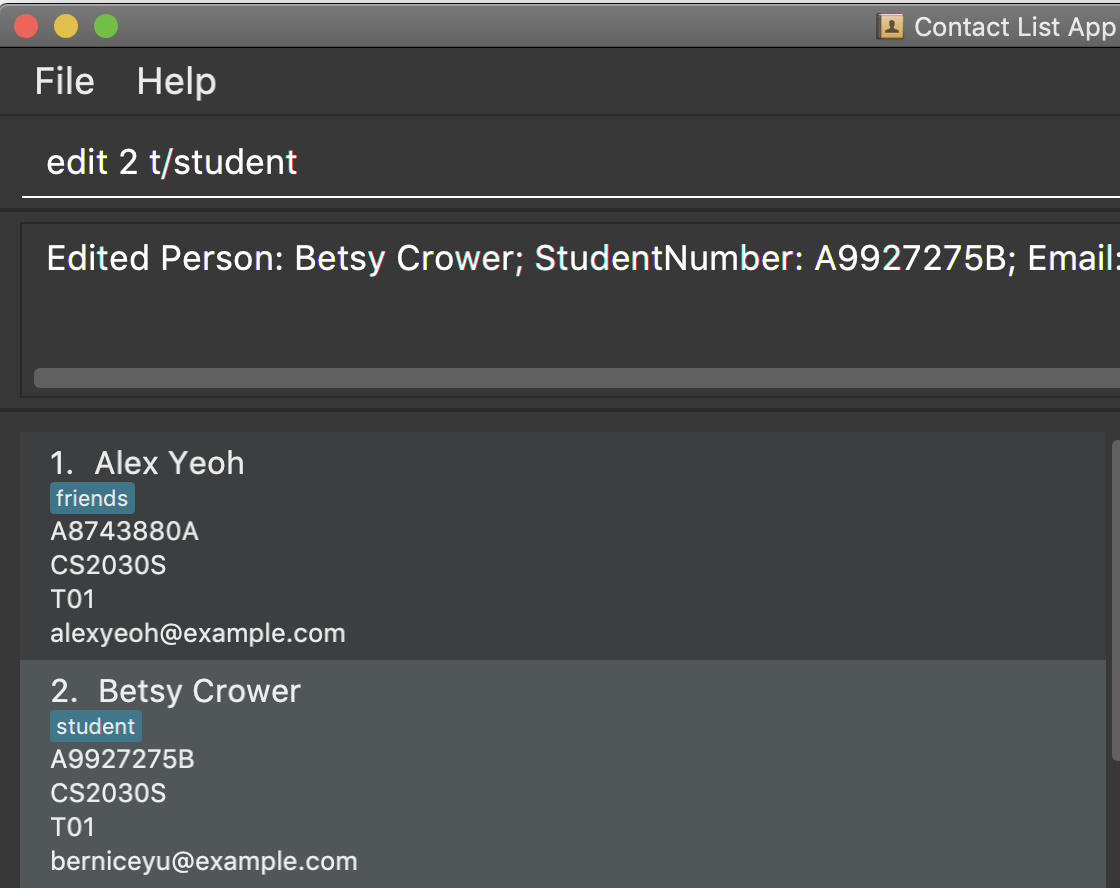 Contact List App
File Help
edit 2 t/student
Edited Person: Betsy Crower; StudentNumber: A9927275B; Email:
1. Alex Yeoh
friends
A8743880A
CS2030S
T01
alexyeoh@example.com
2. Betsy Crower
student
A9927275B
CS2030S
T01
berniceyu@example.com